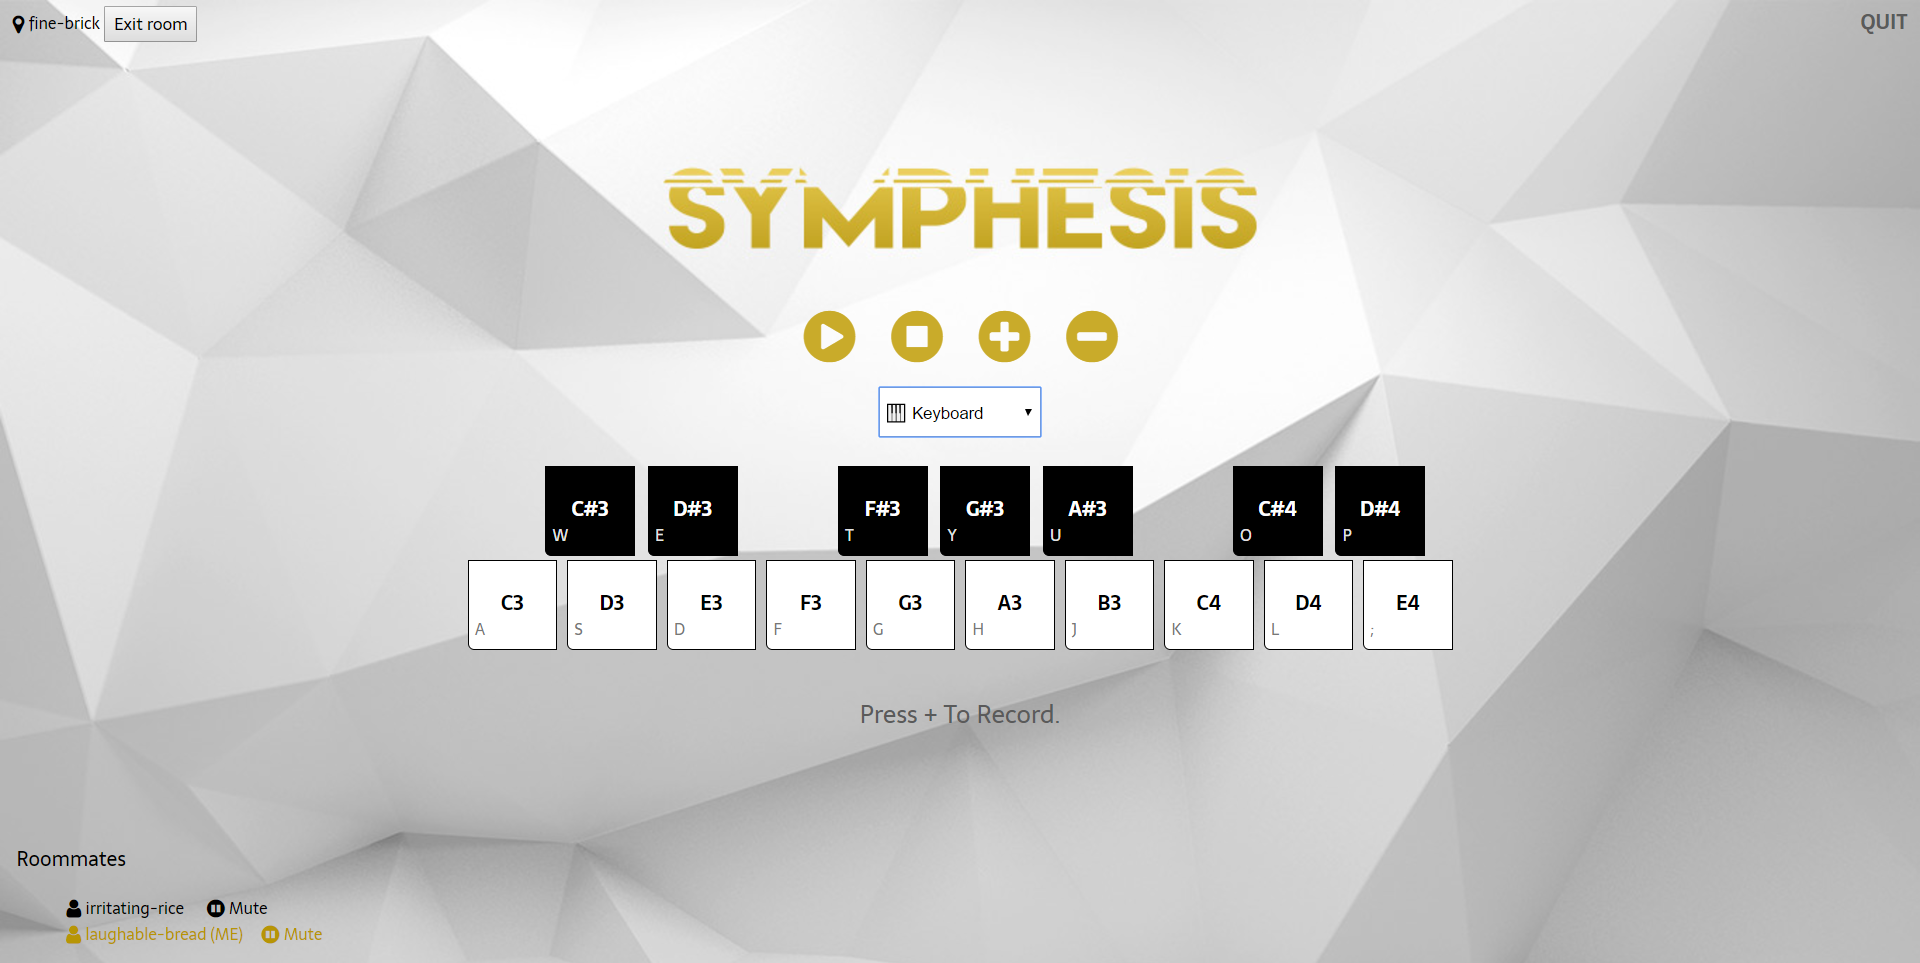 fine-brick Exit room
QUIT
SYMPHESIS
Keyboard
C#3 D#3 F#3 G#3 A#3 C#4 D#4
W E T Y U O P
C3 D3 E3 F3 G3 A3 B3 C4 D4 E4
A S D F G H J K L ;
Press + To Record.
Roommates
irritating-rice Mute
laughable-bread (ME) Mute